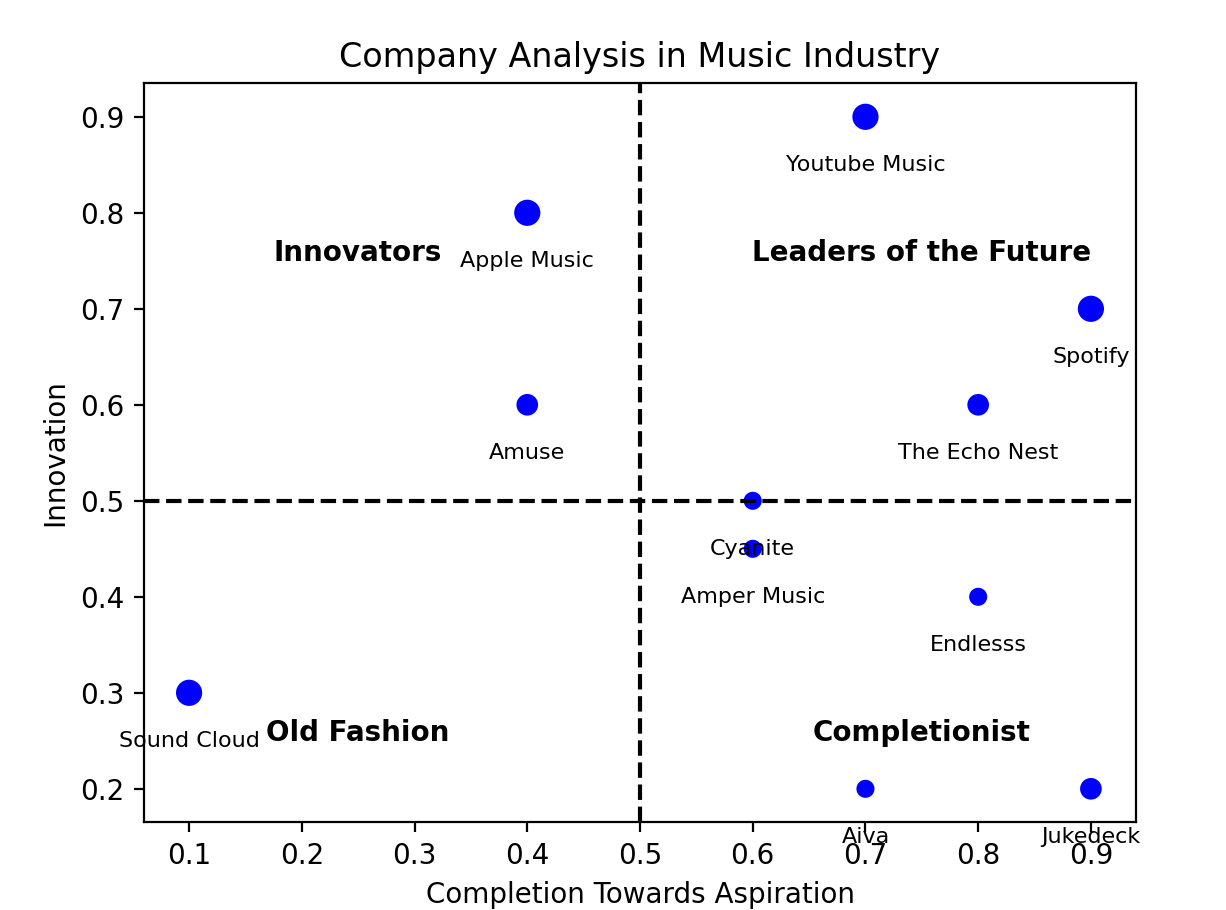 Company Analysis in Music Industry
0.9
Youtube Music
0.8
Innovators
Apple Music
Leaders of the Future
0.7
Spotify
0.6
Amuse
The Echo Nest
Innovation
0.5
Cyanite
Amper Music
0.4
Endlesss
0.3
Sound Cloud
Old Fashion
Completionist
0.2
Aiva
Jukedeck
0.1 0.2 0.3 0.4 0.5 0.6 0.7 0.8 0.9
Completion Towards Aspiration